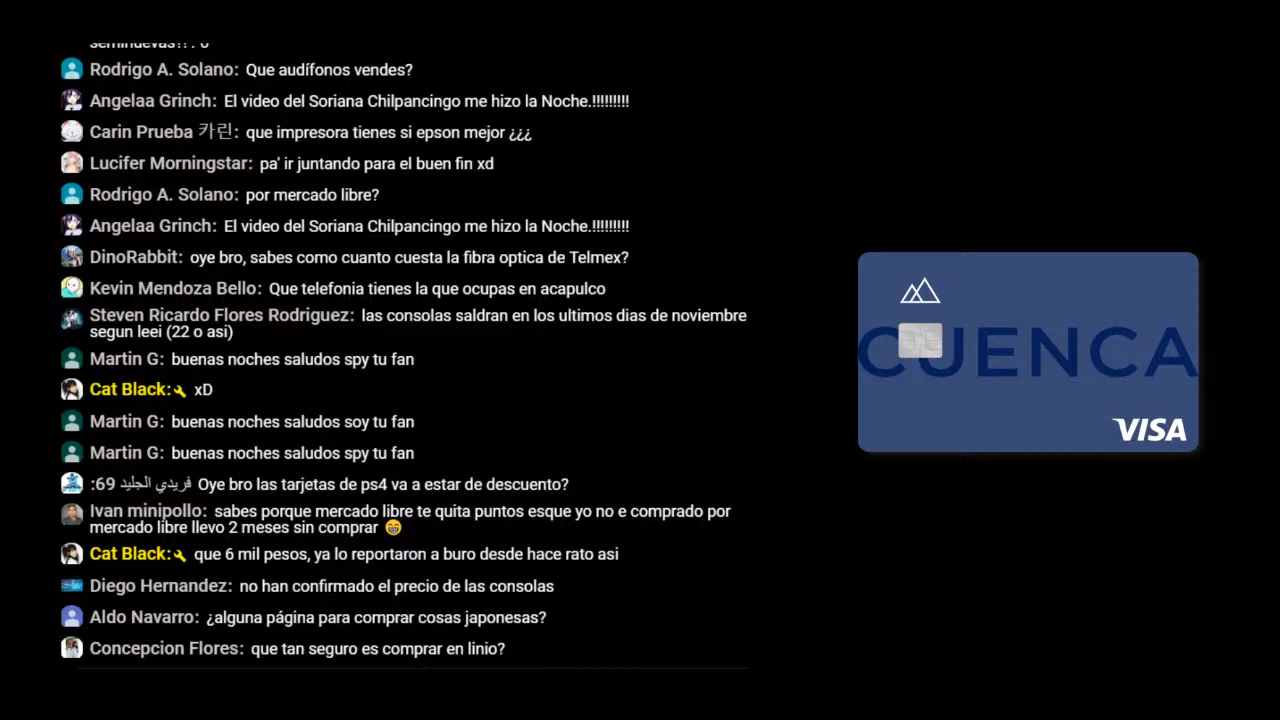 seminuevas!!?: 0
Rodrigo A. Solano: Que audífonos vendes?
Angelaa Grinch: El video del Soriana Chilpancingo me hizo la Noche.!!!!!!!!!
Carin Prueba 카린: que impresora tienes si epson mejor ¿¿¿
Lucifer Morningstar: pa' ir juntando para el buen fin xd
Rodrigo A. Solano: por mercado libre?
Angelaa Grinch: El video del Soriana Chilpancingo me hizo la Noche.!!!!!!!!!
DinoRabbit: oye bro, sabes como cuanto cuesta la fibra optica de Telmex?
Kevin Mendoza Bello: Que telefonia tienes la que ocupas en acapulco
Steven Ricardo Flores Rodriguez: las consolas saldran en los ultimos dias de noviembre
segun leei (22 o asi)
Martin G: buenas noches saludos spy tu fan
Cat Black: xD
Martin G: buenas noches saludos soy tu fan
Martin G: buenas noches saludos soy tu fan
فريدي الجليد 69: Oye bro las tarjetas de ps4 va a estar de descuento?
Ivan minipollo: sabes porque mercado libre te quita puntos esque yo no e comprado por
mercado libre llevo 2 meses sin comprar 😁
Cat Black: que 6 mil pesos, ya lo reportaron a buro desde hace rato asi
Diego Hernandez: no han confirmado el precio de las consolas
Aldo Navarro: ¿alguna página para comprar cosas japonesas?
Concepcion Flores: que tan seguro es comprar en linio?
CUENCA
VISA